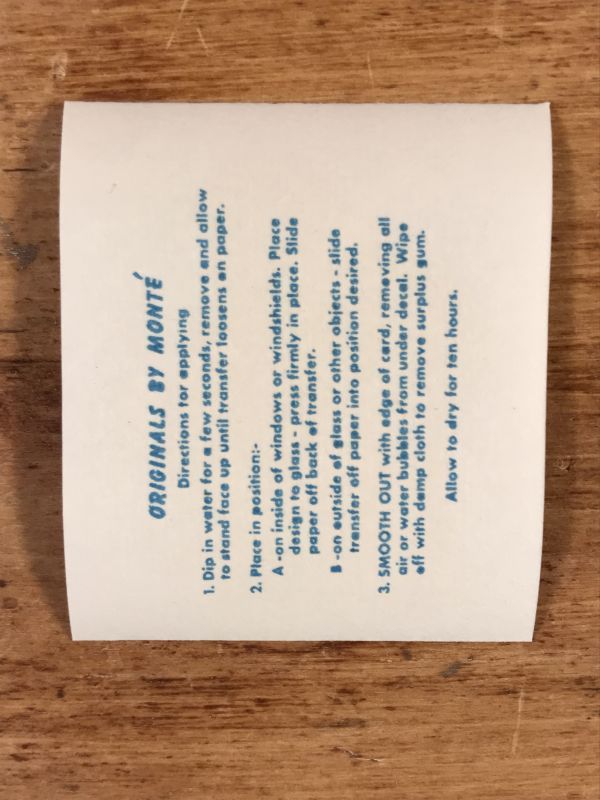 ORIGINALS BY MONTÉ
Directions for applying
1. Dip in water for a few seconds, remove and allow
to stand face up until transfer loosens on paper.
2. Place in position:-
A -on inside of windows or windshields. Place
design to glass - press firmly in place. Slide
paper off back of transfer.
B -on outside of glass or other objects - slide
transfer off paper into position desired.
3. SMOOTH OUT with edge of card, removing all
air or water bubbles from under decal. Wipe
off with damp cloth to remove surplus gum.
Allow to dry for ten hours.